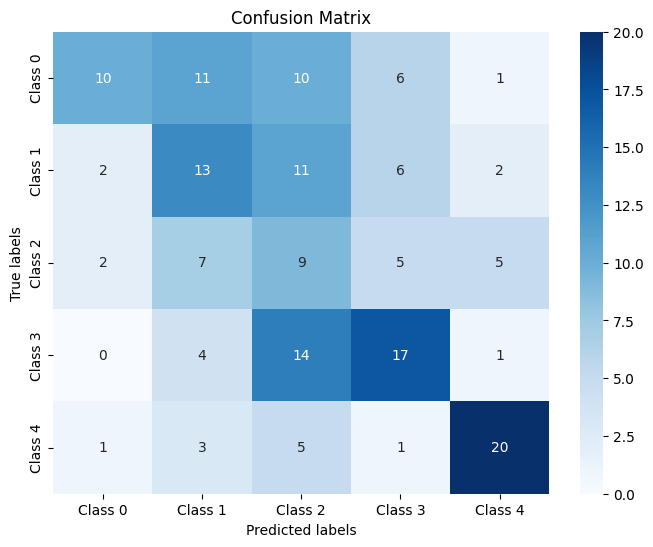 Confusion Matrix
True labels
Class 0
10 11 10 6 1
Class 1
2 13 11 6 2
Class 2
2 7 9 5 5
Class 3
0 4 14 17 1
Class 4
1 3 5 1 20
Class 0 Class 1 Class 2 Class 3 Class 4
Predicted labels
20.0
17.5
15.0
12.5
10.0
7.5
5.0
2.5
0.0